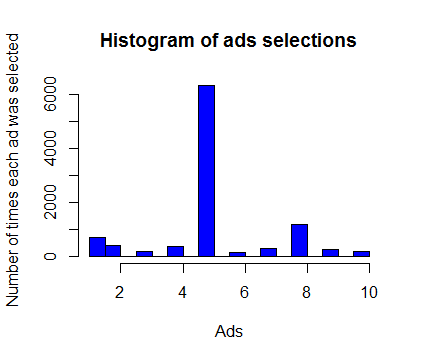 Histogram of ads selections
Number of times each ad was selected
6000
4000
2000
0
2 4 6 8 10
Ads